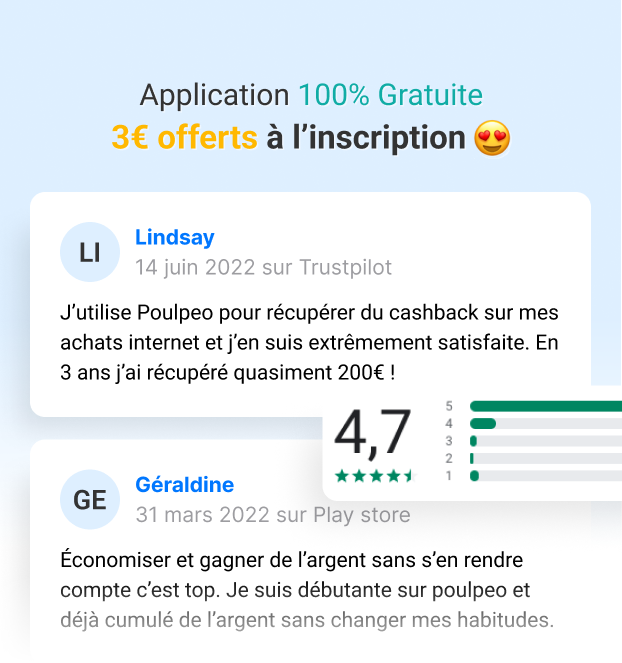 Application 100% Gratuite
3€ offerts à l’inscription 😍
LI
Lindsay
14 juin 2022 sur Trustpilot
J’utilise Poulpeo pour récupérer du cashback sur mes
achats internet et j’en suis extrêmement satisfaite. En
3 ans j’ai récupéré quasiment 200€ !
4,7
5
4
3
2
1
GE
Géraldine
31 mars 2022 sur Play store
Économiser et gagner de l’argent sans s’en rendre
compte c’est top. Je suis débutante sur poulpeo et
déjà cumulé de l’argent sans changer mes habitudes.